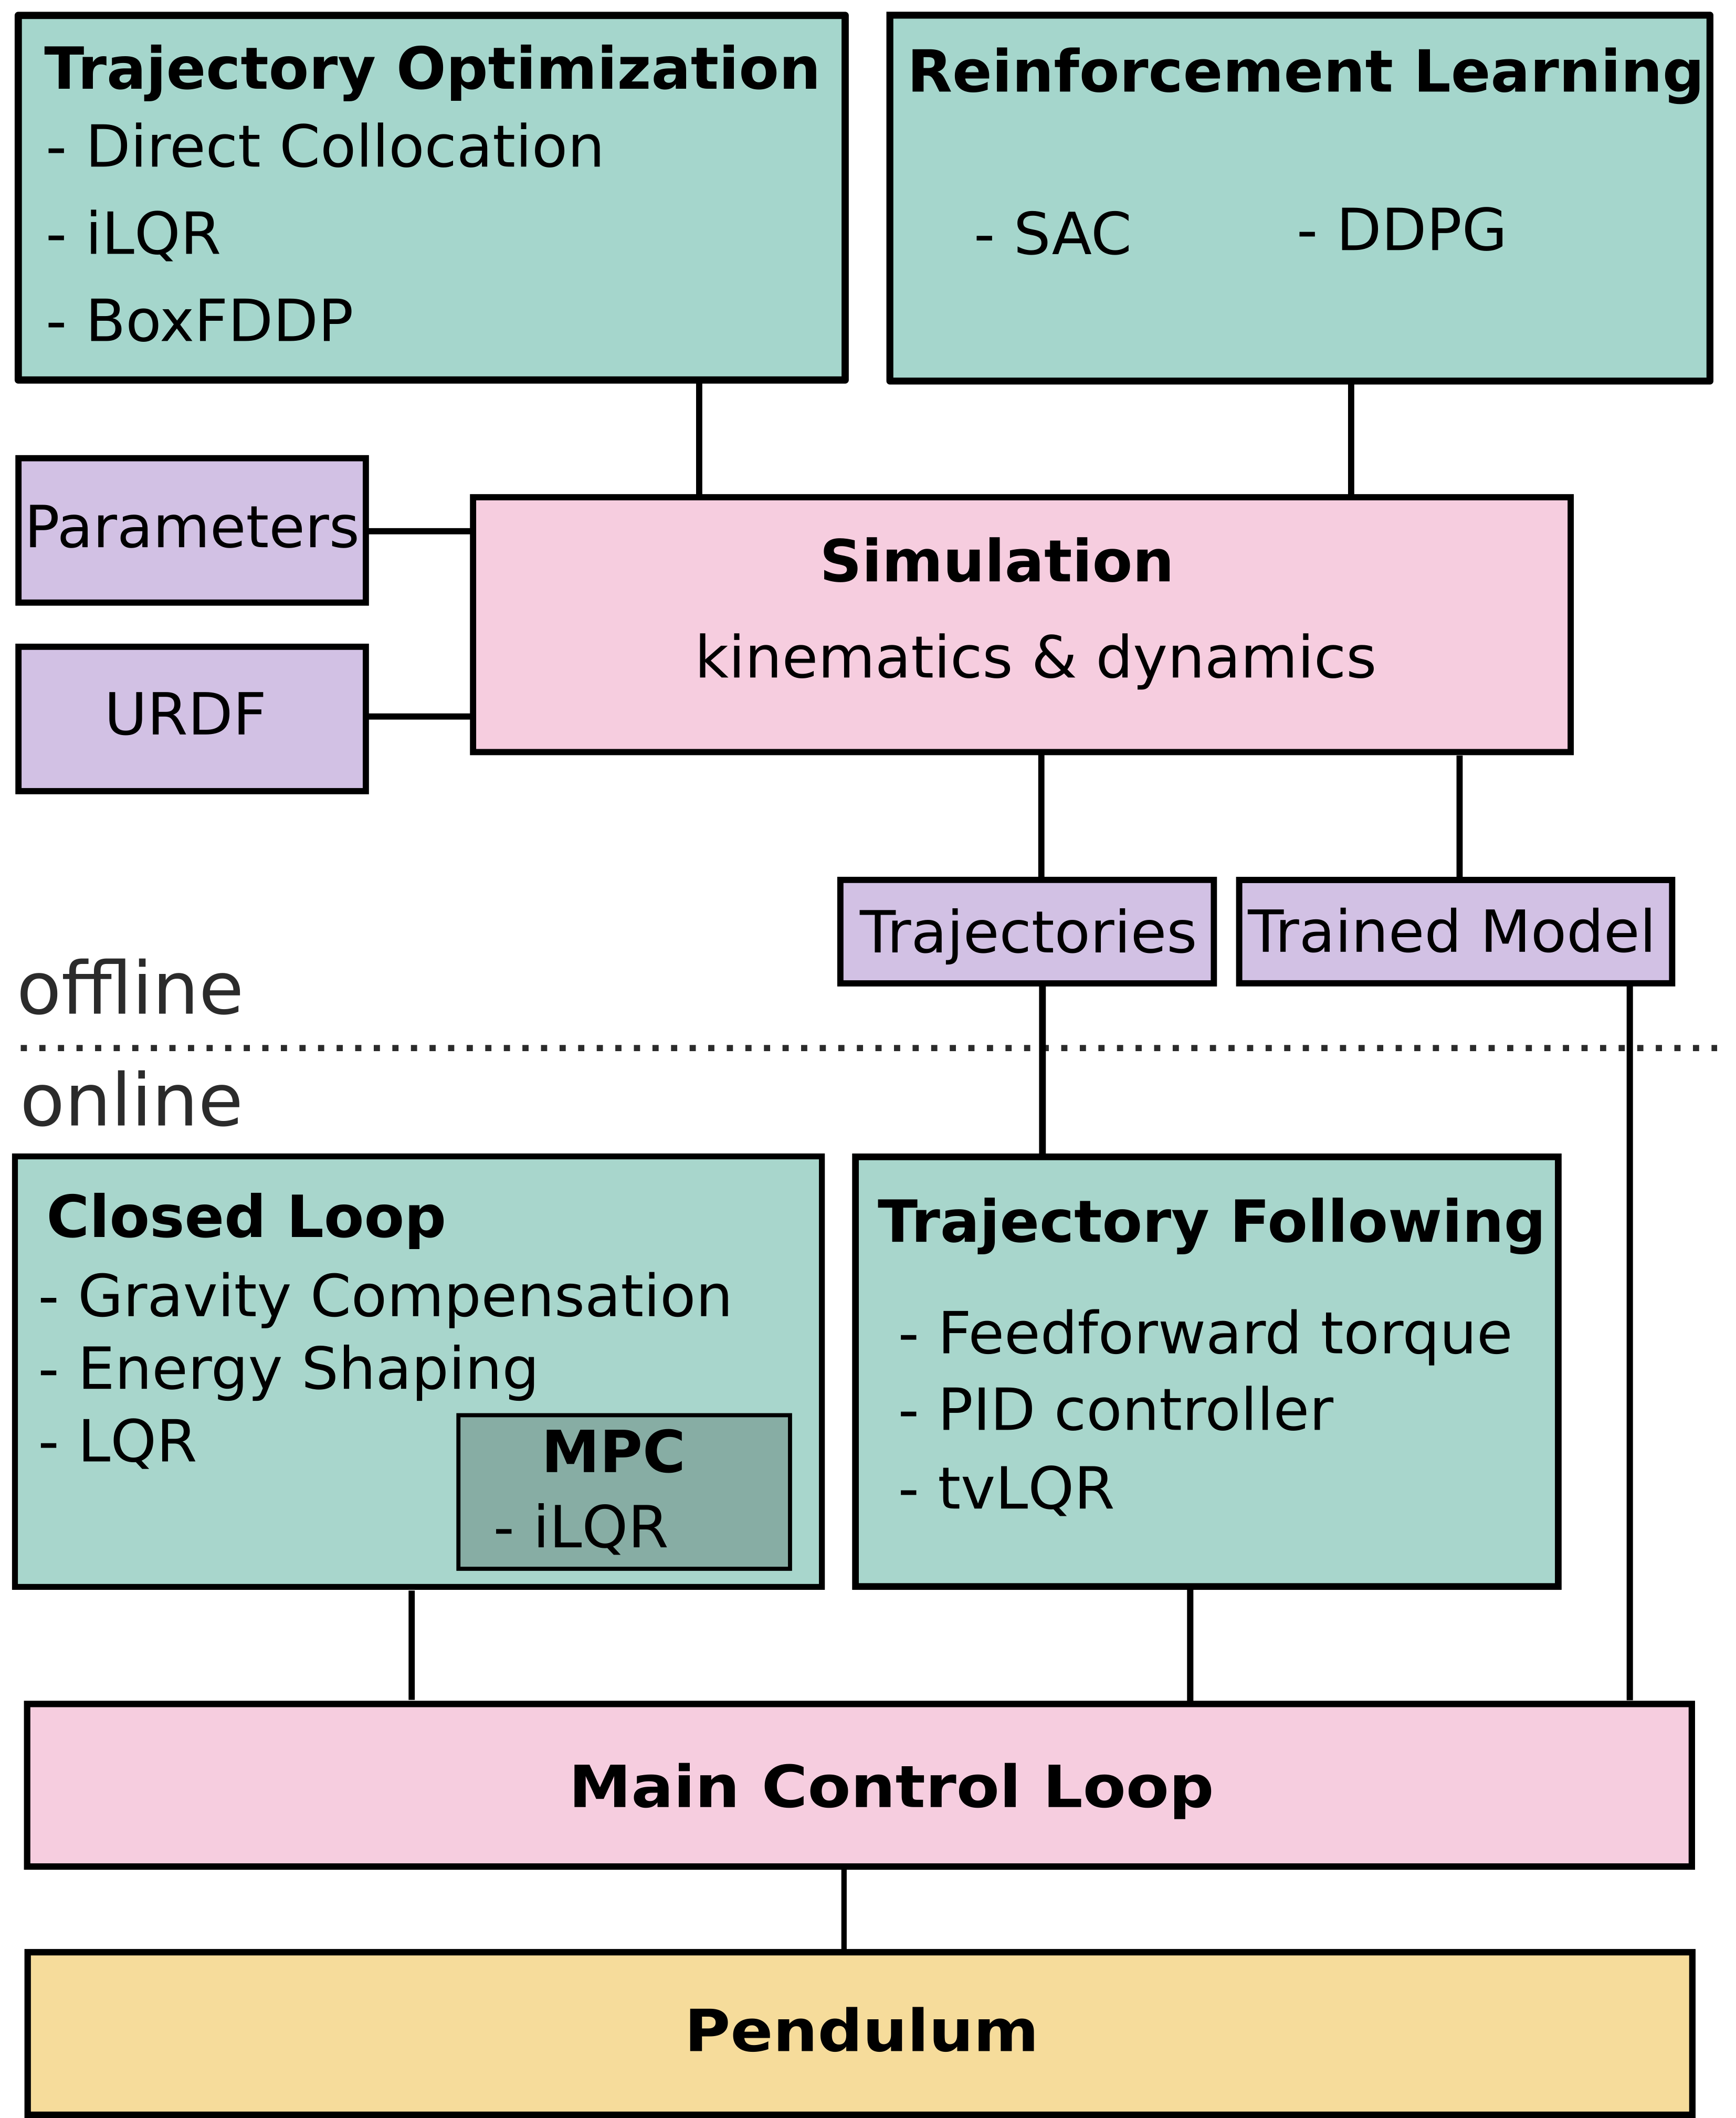 Trajectory Optimization
- Direct Collocation
- iLQR
- BoxFDDP
Reinforcement Learning
- SAC
- DDPG
Parameters
URDF
Simulation
kinematics & dynamics
Trajectories
Trained Model
offline
online
Closed Loop
- Gravity Compensation
- Energy Shaping
- LQR
MPC
- iLQR
Trajectory Following
- Feedforward torque
- PID controller
- tvLQR
Main Control Loop
Pendulum